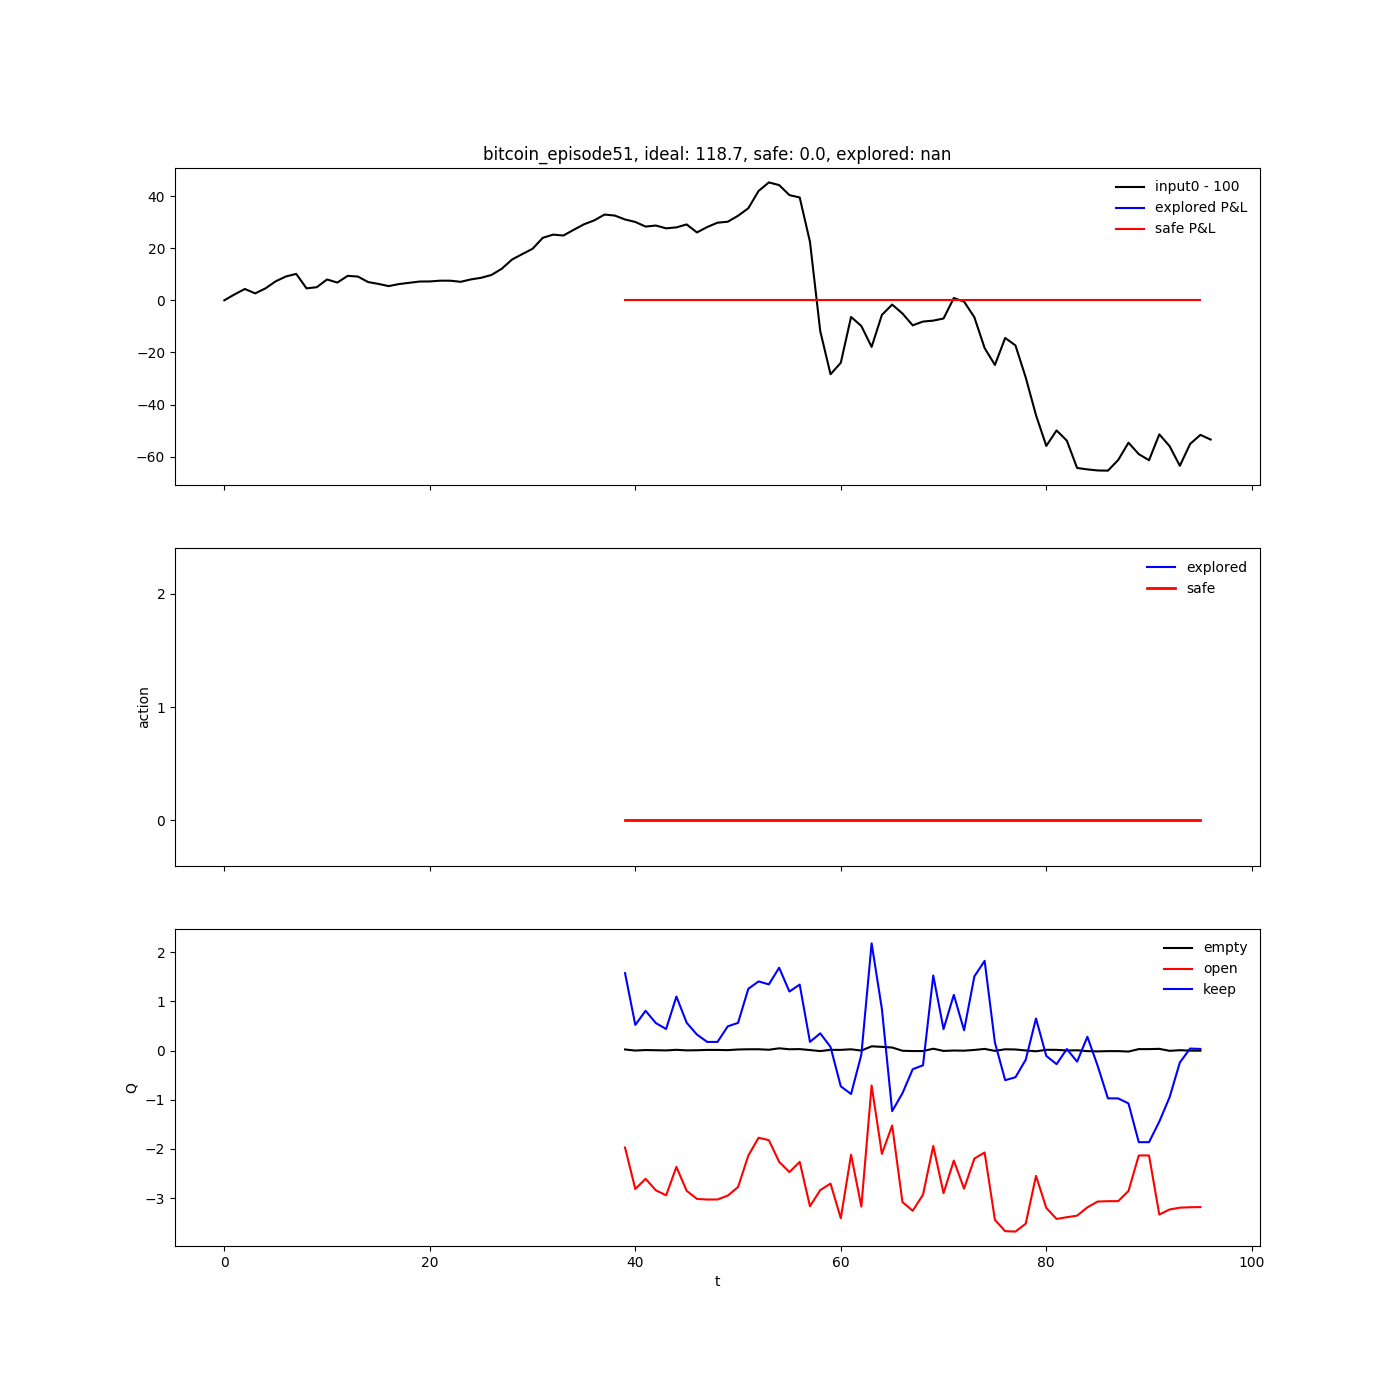 bitcoin_episode51, ideal: 118.7, safe: 0.0, explored: nan
input0 - 100
explored P&L
safe P&L
40
20
0
−20
−40
−60
explored
safe
action
2
1
0
empty
open
keep
Q
2
1
0
−1
−2
−3
0 20 40 60 80 100
t